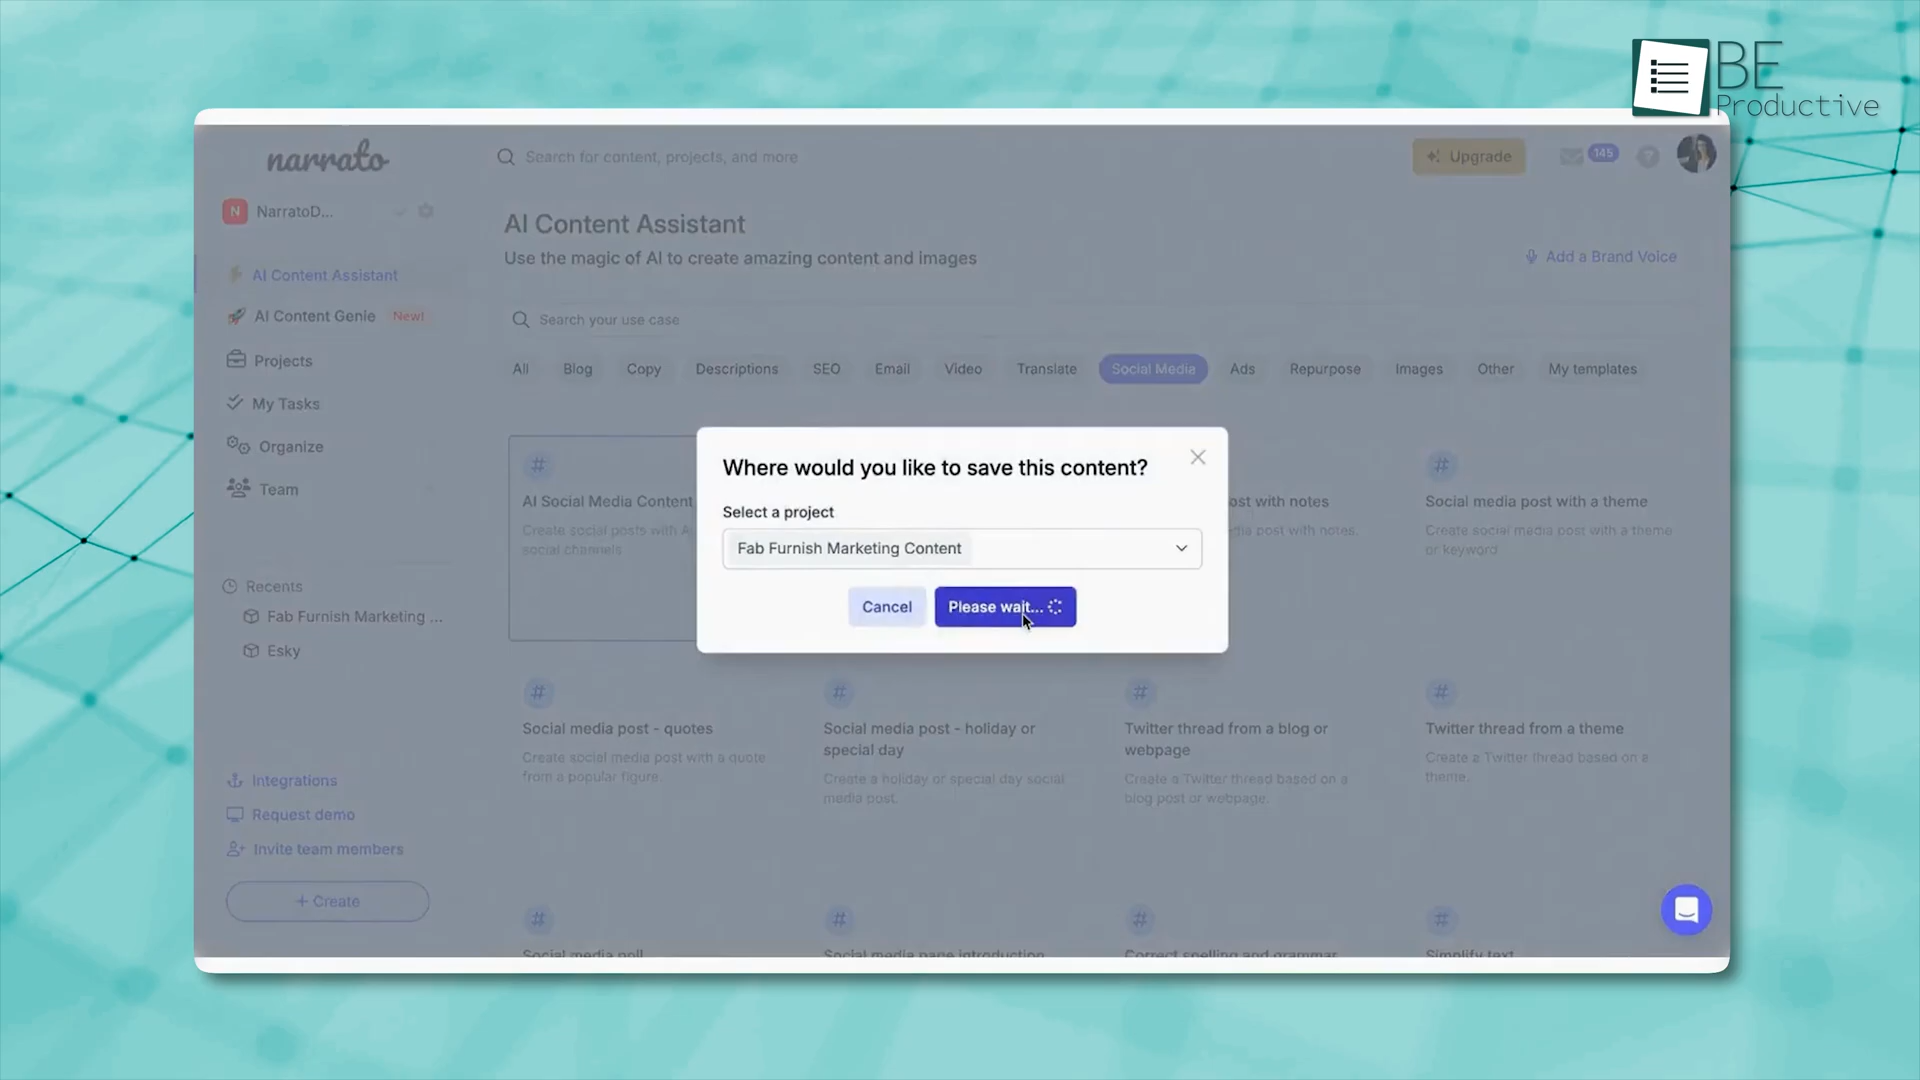 BE
Productive
narrato
Search for content, projects, and more
Upgrade
145
N NarratoD...
AI Content Assistant
Use the magic of AI to create amazing content and images
Add a Brand Voice
AI Content Assistant
AI Content Genie New!
Projects
My Tasks
Organize
Team
Recents
Fab Furnish Marketing ...
Esky
Integrations
Request demo
Invite team members
+ Create
Search your use case
All Blog Copy Descriptions SEO Email Video Translate Social Media Ads Repurpose Images Other My templates
Where would you like to save this content?
Select a project
Fab Furnish Marketing Content
Cancel
Please wait...
#
AI Social Media Content
Create social posts with A
social channels
ost with notes
dia post with notes.
#
Social media post with a theme
Create social media post with a theme
or keyword
#
Social media post - quotes
Create social media post with a quote
from a popular figure.
#
Social media post - holiday or
special day
Create a holiday or special day social
media post.
#
Twitter thread from a blog or
webpage
Create a Twitter thread based on a
blog post or webpage.
#
Twitter thread from a theme
Create a Twitter thread based on a
theme.
#
Social media poll
#
Social media page introduction
#
Correct spelling and grammar
#
Simplify text